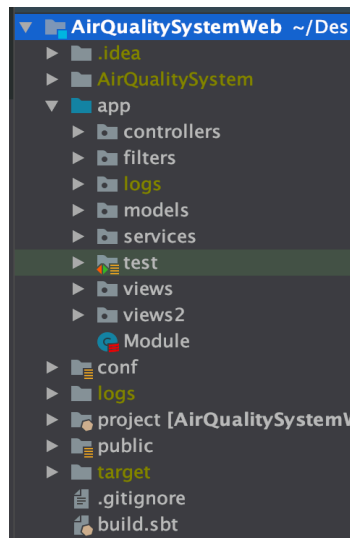 AirQualitySystemWeb ~/Des
.idea
AirQualitySystem
app
controllers
filters
logs
models
services
test
views
views2
Module
conf
logs
project [AirQualitySystemW
public
target
.gitignore
build.sbt